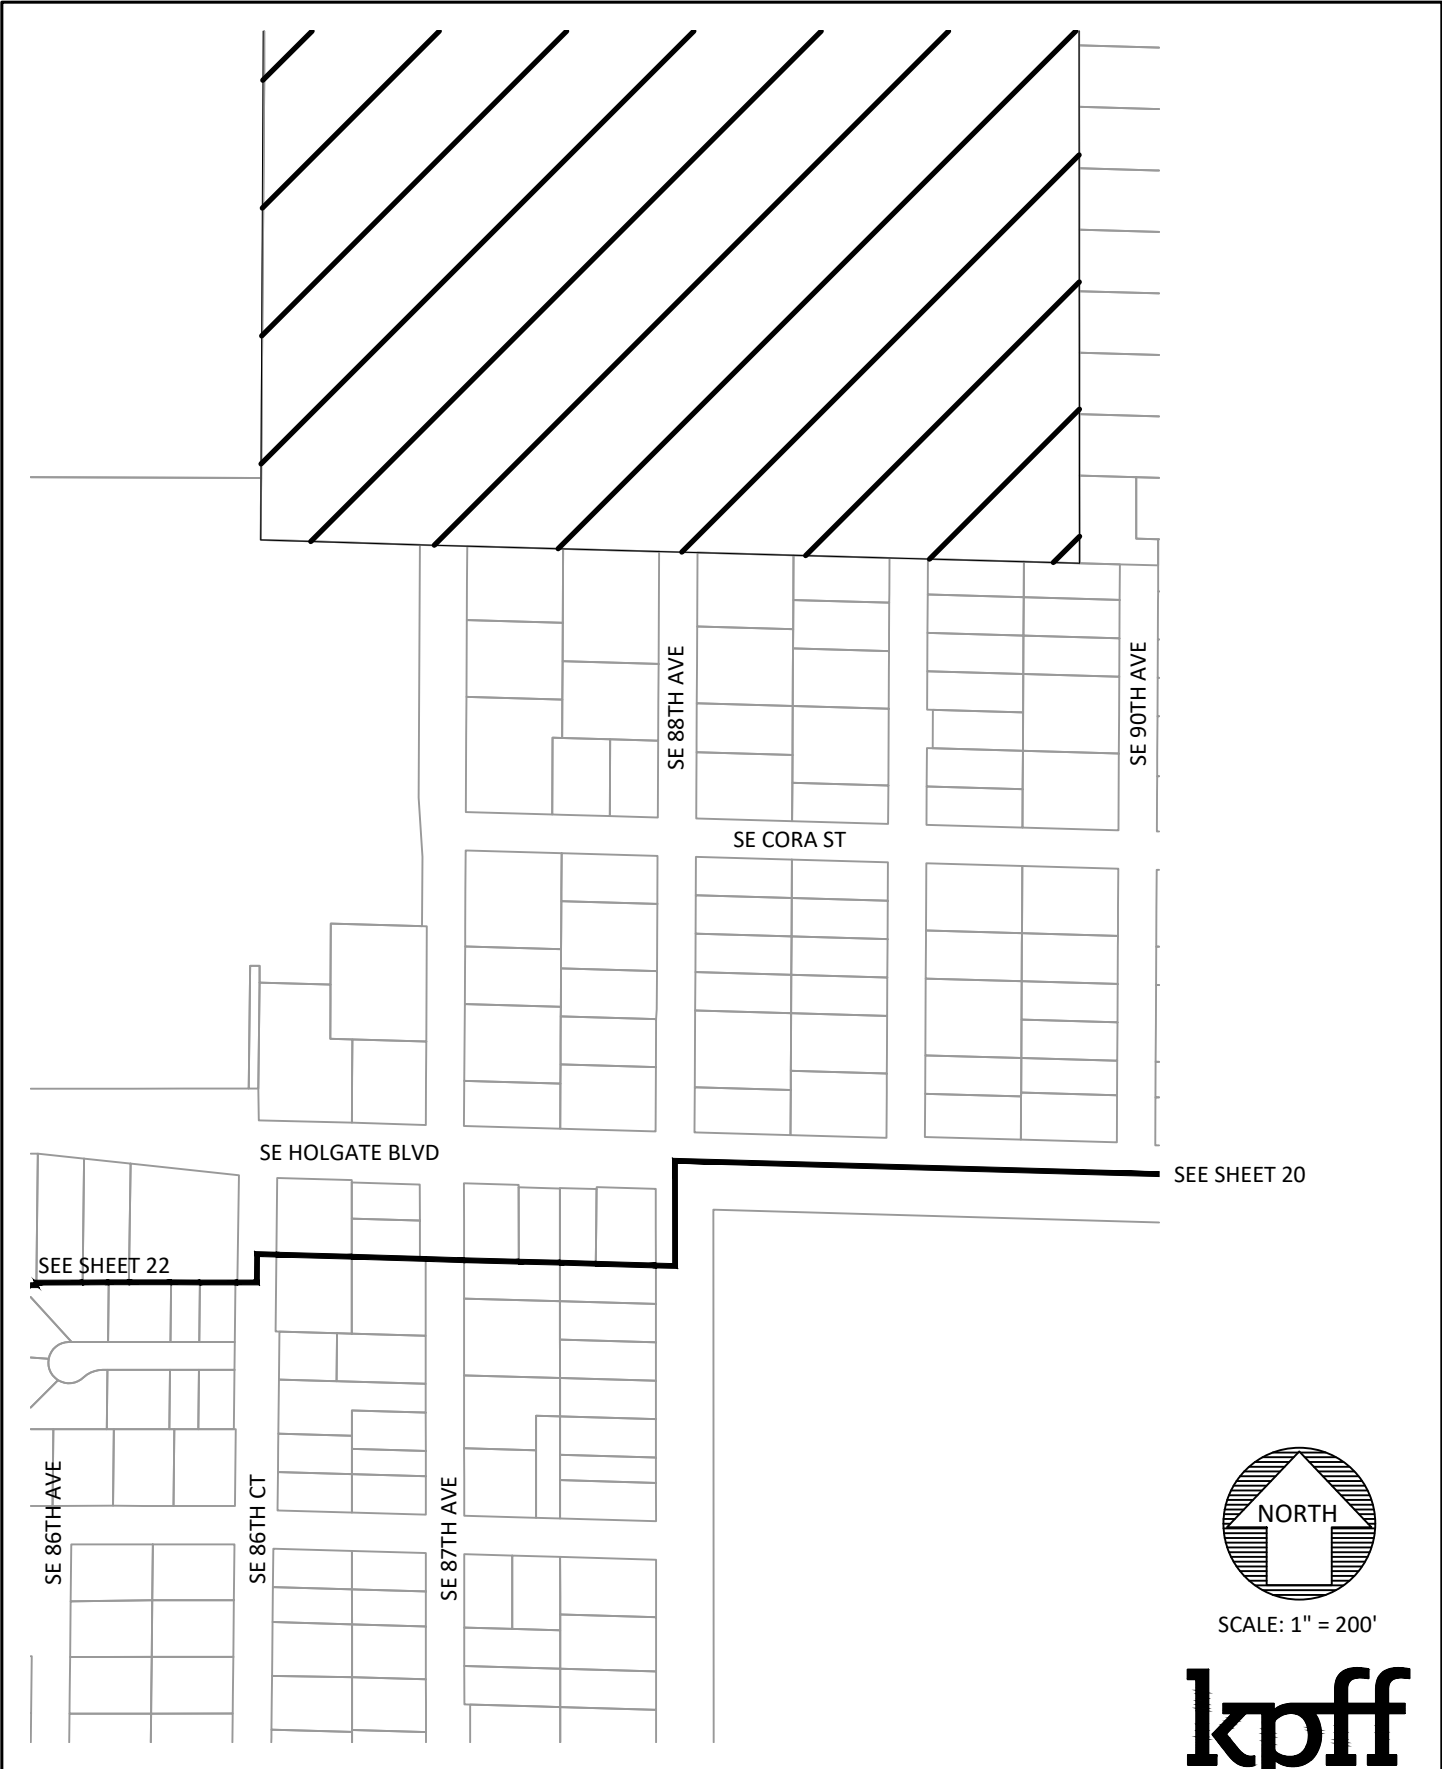 SE 88TH AVE
SE 90TH AVE
SE CORA ST
SE HOLGATE BLVD
SEE SHEET 20
SEE SHEET 22
SE 86TH AVE
SE 86TH CT
SE 87TH AVE
NORTH
SCALE: 1" = 200'
kpff